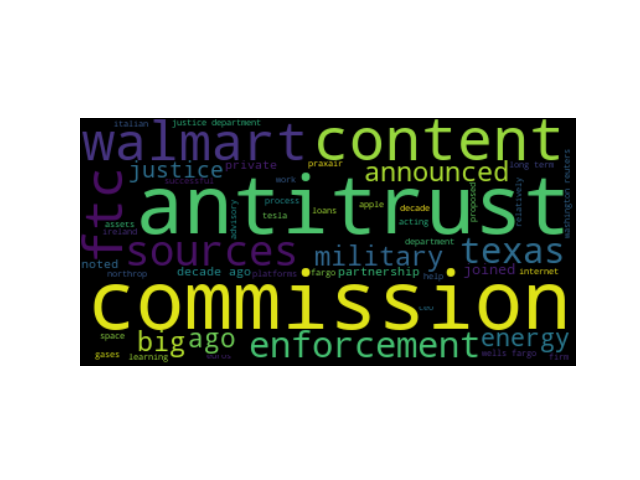 italian justice department
walmart content
justice private praxair announced long term
successful work
ftc antitrust
process apple decade proposed relatively washington reuters
assets advisory tesla loans acting
ireland
sources military texas
department
noted northrop decade ago platforms fargo partnership help joined internet
commission
space big ago enforcement energy
gases learning wells fargo firm